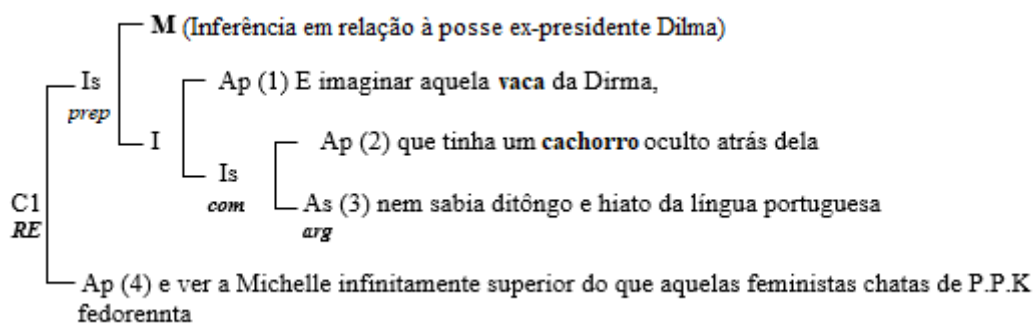 M (Inferência em relação à posse ex-presidente Dilma)
Is
prep
Ap (1) E imaginar aquela vaca da Dirma,
I
Ap (2) que tinha um cachorro oculto atrás dela
Is
com
As (3) nem sabia ditôngo e hiato da língua portuguesa
arg
C1
RE
Ap (4) e ver a Michelle infinitamente superior do que aquelas feministas chatas de P.P.K
fedorennta